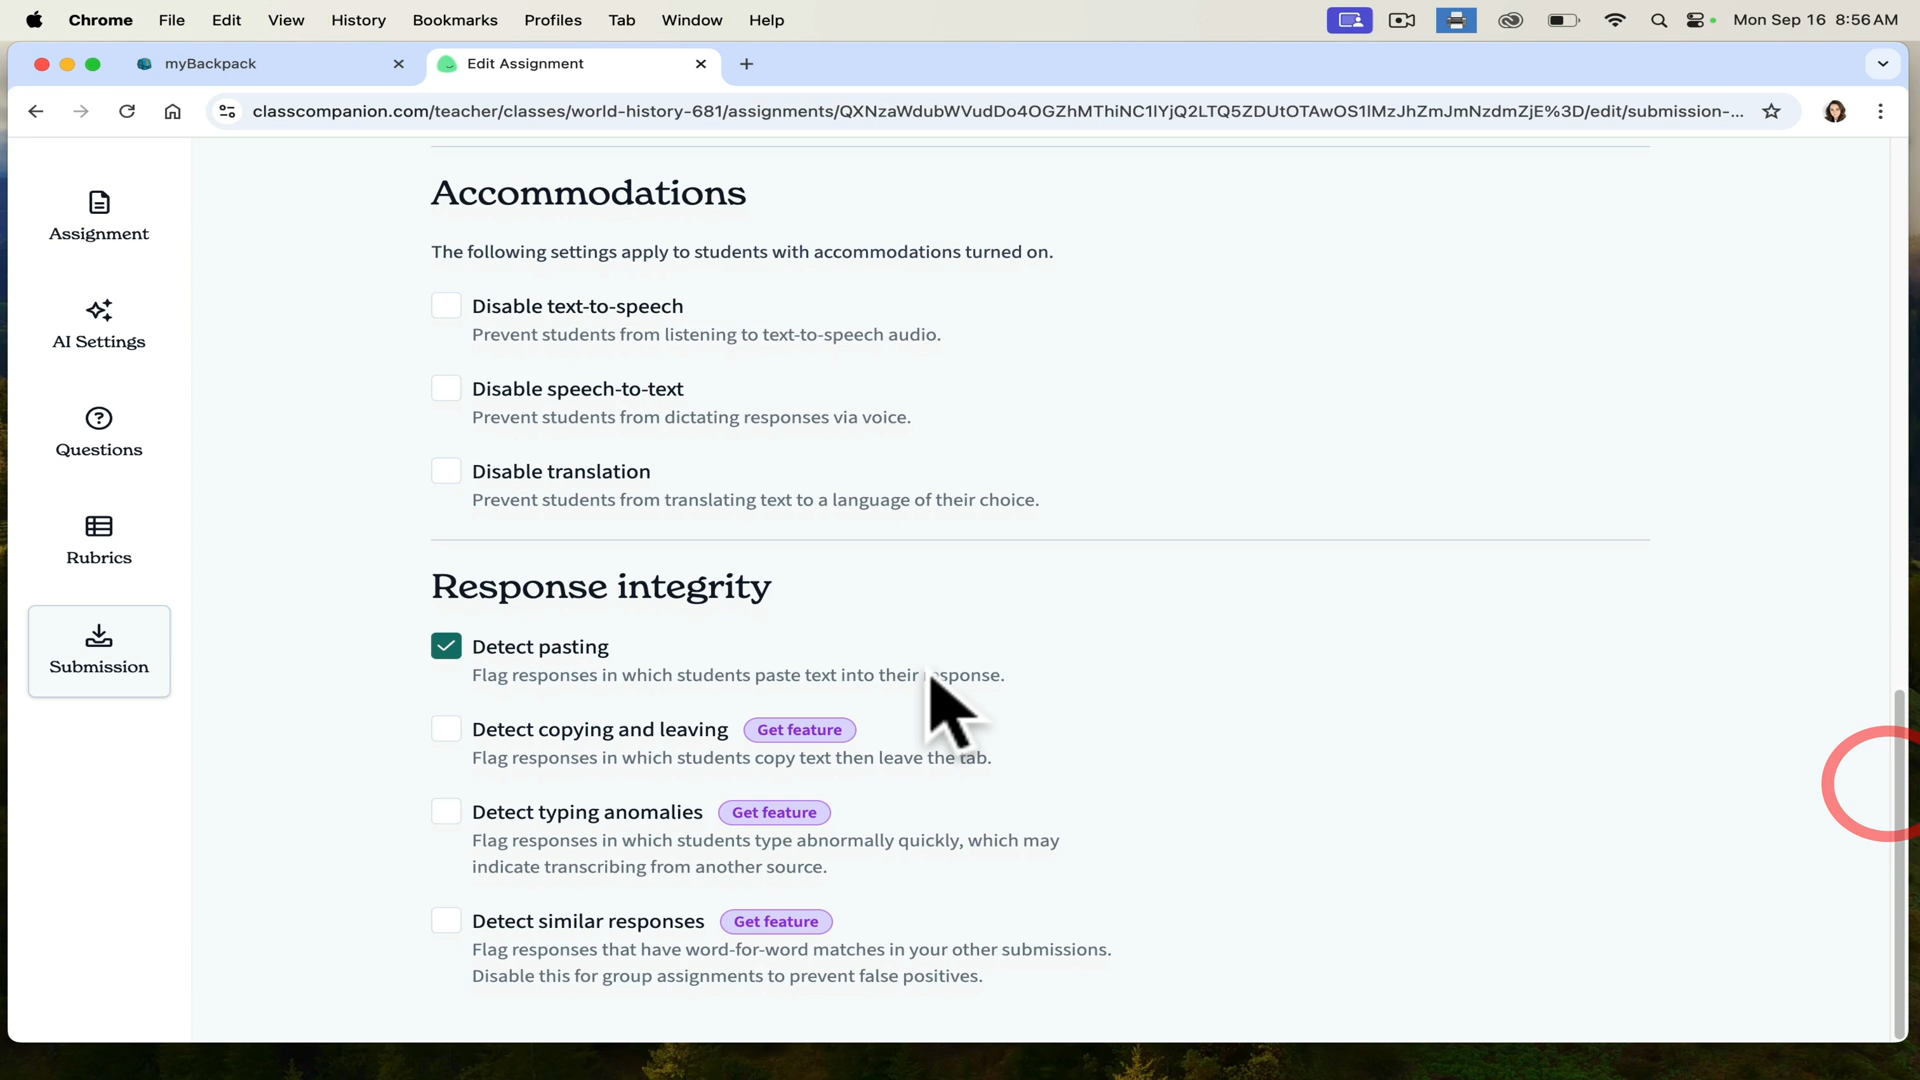 Chrome File Edit View History Bookmarks Profiles Tab Window Help Mon Sep 16 8:56 AM
myBackpack Edit Assignment
classcompanion.com/teacher/classes/world-history-681/assignments/QXNzaWdubWVudDo4OGZhMThiNC1lYjQ2LTQ5ZDUtOTAwOS1lMzJhZmJmNzdmZjE%3D/edit/submission-...
Assignment
AI Settings
Questions
Rubrics
Submission
Accommodations
The following settings apply to students with accommodations turned on.
Disable text-to-speech
Prevent students from listening to text-to-speech audio.
Disable speech-to-text
Prevent students from dictating responses via voice.
Disable translation
Prevent students from translating text to a language of their choice.
Response integrity
Detect pasting
Flag responses in which students paste text into their response.
Detect copying and leaving Get feature
Flag responses in which students copy text then leave the tab.
Detect typing anomalies Get feature
Flag responses in which students type abnormally quickly, which may
indicate transcribing from another source.
Detect similar responses Get feature
Flag responses that have word-for-word matches in your other submissions.
Disable this for group assignments to prevent false positives.